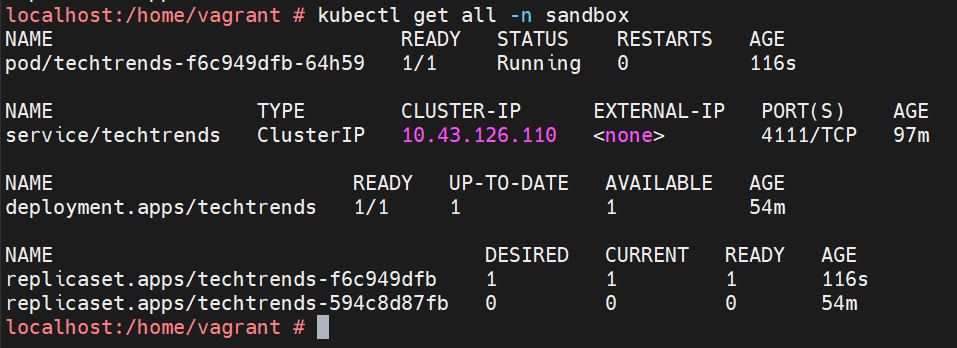 localhost:/home/vagrant # kubectl get all -n sandbox
NAME READY STATUS RESTARTS AGE
pod/techtrends-f6c949dfb-64h59 1/1 Running 0 116s
NAME TYPE CLUSTER-IP EXTERNAL-IP PORT(S) AGE
service/techtrends ClusterIP 10.43.126.110 <none> 4111/TCP 97m
NAME READY UP-TO-DATE AVAILABLE AGE
deployment.apps/techtrends 1/1 1 1 54m
NAME DESIRED CURRENT READY AGE
replicaset.apps/techtrends-f6c949dfb 1 1 1 116s
replicaset.apps/techtrends-594c8d87fb 0 0 0 54m
localhost:/home/vagrant #